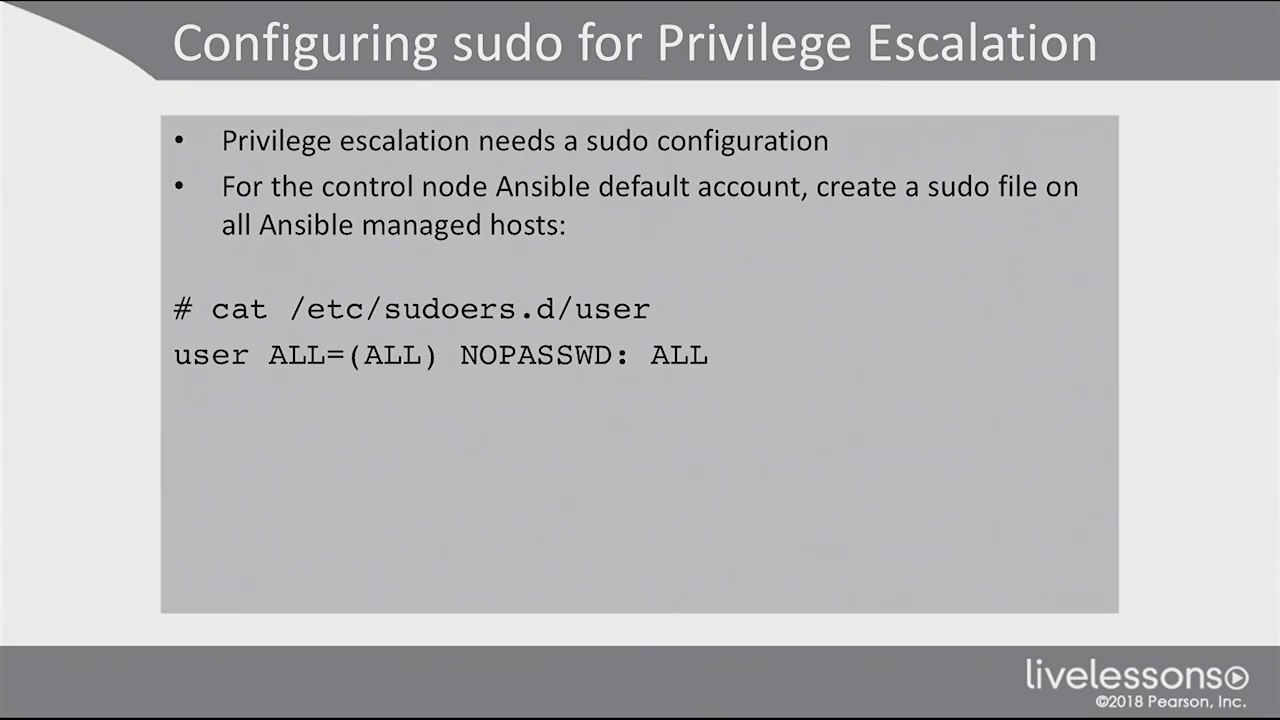 Configuring sudo for Privilege Escalation
• Privilege escalation needs a sudo configuration
• For the control node Ansible default account, create a sudo file on
all Ansible managed hosts:
# cat /etc/sudoers.d/user
user ALL=(ALL) NOPASSWD: ALL
livelessons
©2018 Pearson, Inc.